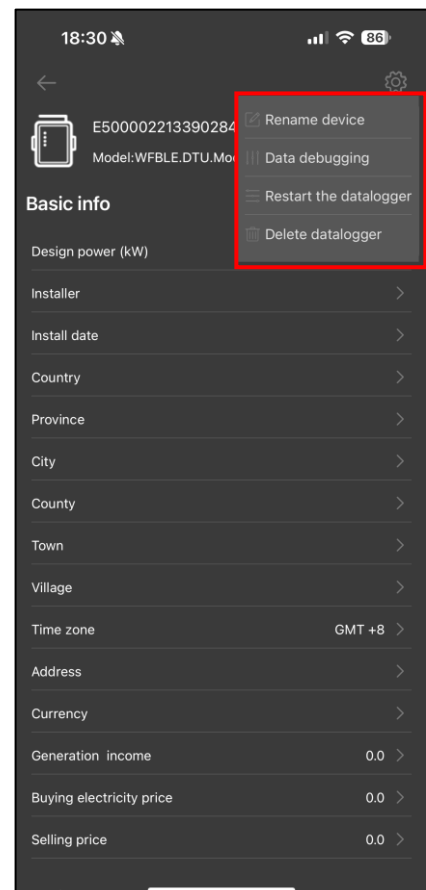 18:30
86
E500002213390284
Model:WFBLE.DTU.Mo
Rename device
Data debugging
Restart the datalogger
Delete datalogger
Basic info
Design power (kW)
Installer
Install date
Country
Province
City
County
Town
Village
Time zone GMT +8
Address
Currency
Generation income 0.0
Buying electricity price 0.0
Selling price 0.0